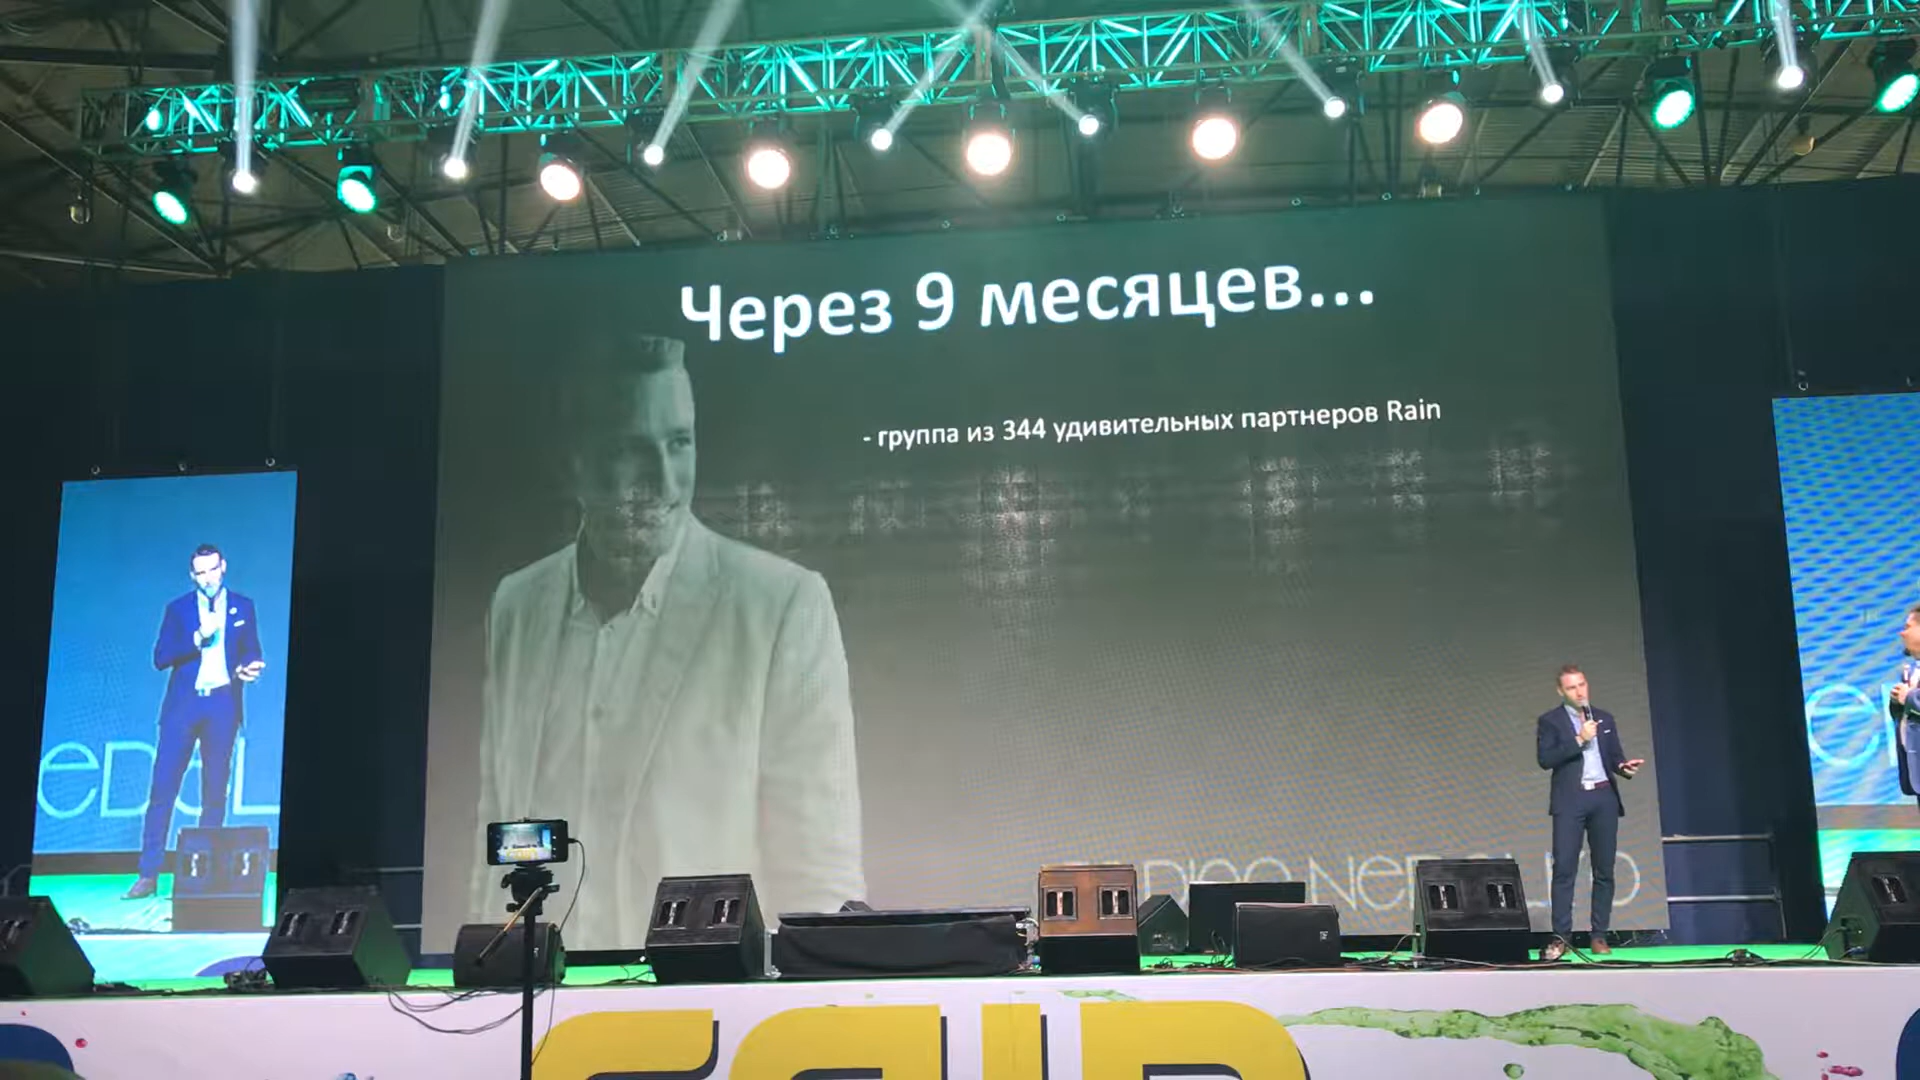 Через 9 месяцев...
- группа из 344 удивительных партнеров Rain